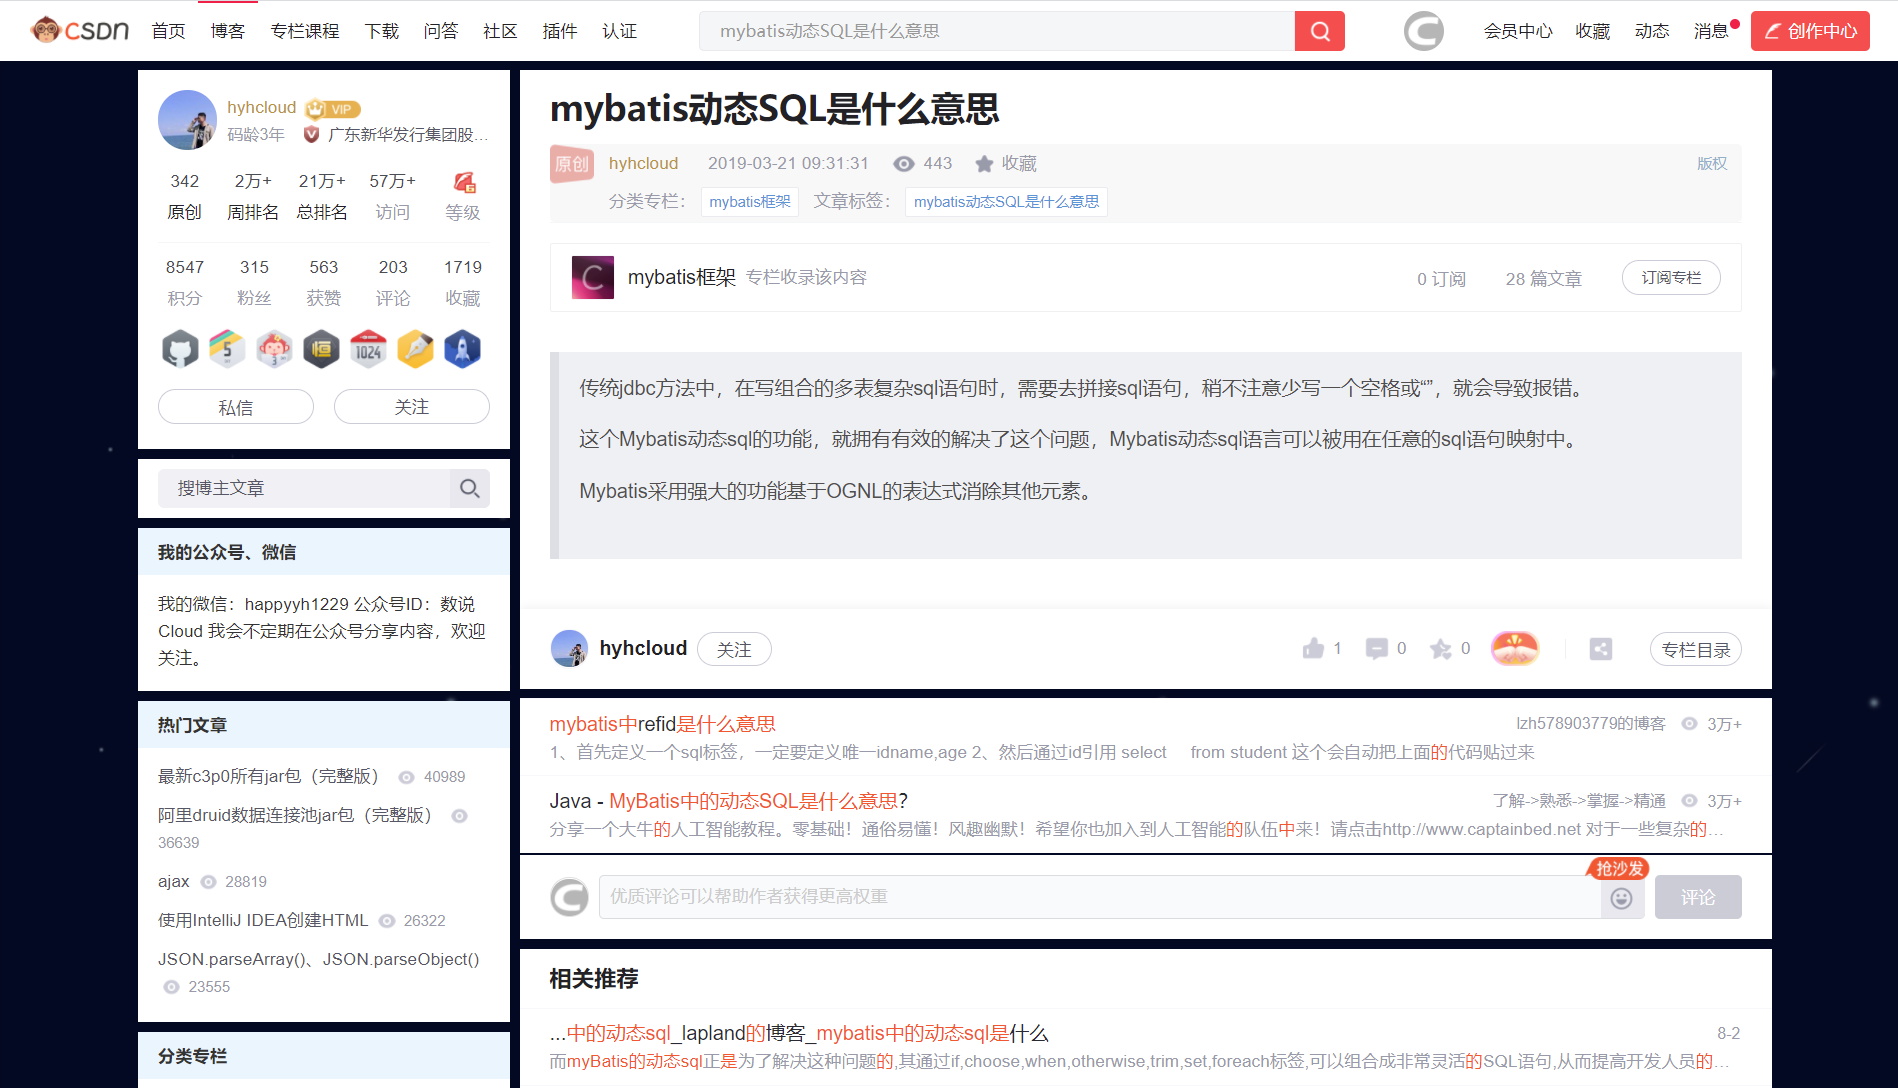 CSDN 首页 博客 专栏课程 下载 问答 社区 插件 认证 mybatis动态SQL是什么意思 会员中心 收藏 动态 消息 创作中心
hyhcloud VIP
码龄3年 广东新华发行集团股...
342 2万+ 21万+ 57万+
原创 周排名 总排名 访问 等级
8547 315 563 203 1719
积分 粉丝 获赞 评论 收藏
5 3 恒 1024
私信 关注
搜博主文章
我的公众号、微信
我的微信：happyyh1229 公众号ID：数说
Cloud 我会不定期在公众号分享内容，欢迎
关注。
热门文章
最新c3p0所有jar包（完整版） 40989
阿里druid数据连接池jar包（完整版）
36639
ajax 28819
使用IntelliJ IDEA创建HTML 26322
JSON.parseArray()、JSON.parseObject()
23555
分类专栏
mybatis动态SQL是什么意思
原创 hyhcloud 2019-03-21 09:31:31 443 收藏 版权
分类专栏： mybatis框架 文章标签： mybatis动态SQL是什么意思
C mybatis框架 专栏收录该内容 0 订阅 28 篇文章 订阅专栏
传统jdbc方法中，在写组合的多表复杂sql语句时，需要去拼接sql语句，稍不注意少写一个空格或“”，就会导致报错。
这个Mybatis动态sql的功能，就拥有有效的解决了这个问题，Mybatis动态sql语言可以被用在任意的sql语句映射中。
Mybatis采用强大的功能基于OGNL的表达式消除其他元素。
hyhcloud 关注 1 0 0 专栏目录
mybatis中refid是什么意思 lzh578903779的博客 3万+
1、首先定义一个sql标签，一定要定义唯一idname,age 2、然后通过id引用 select from student 这个会自动把上面的代码贴过来
Java - MyBatis中的动态SQL是什么意思? 了解->熟悉->掌握->精通 3万+
分享一个大牛的人工智能教程。零基础！通俗易懂！风趣幽默！希望你也加入到人工智能的队伍中来！请点击http://www.captainbed.net 对于一些复杂的...
抢沙发
优质评论可以帮助作者获得更高权重 评论
相关推荐
...中的动态sql_lapland的博客_mybatis中的动态sql是什么 8-2
而myBatis的动态sql正是为了解决这种问题的,其通过if,choose,when,otherwise,trim,set,foreach标签,可以组合成非常灵活的SQL语句,从而提高开发人员的...